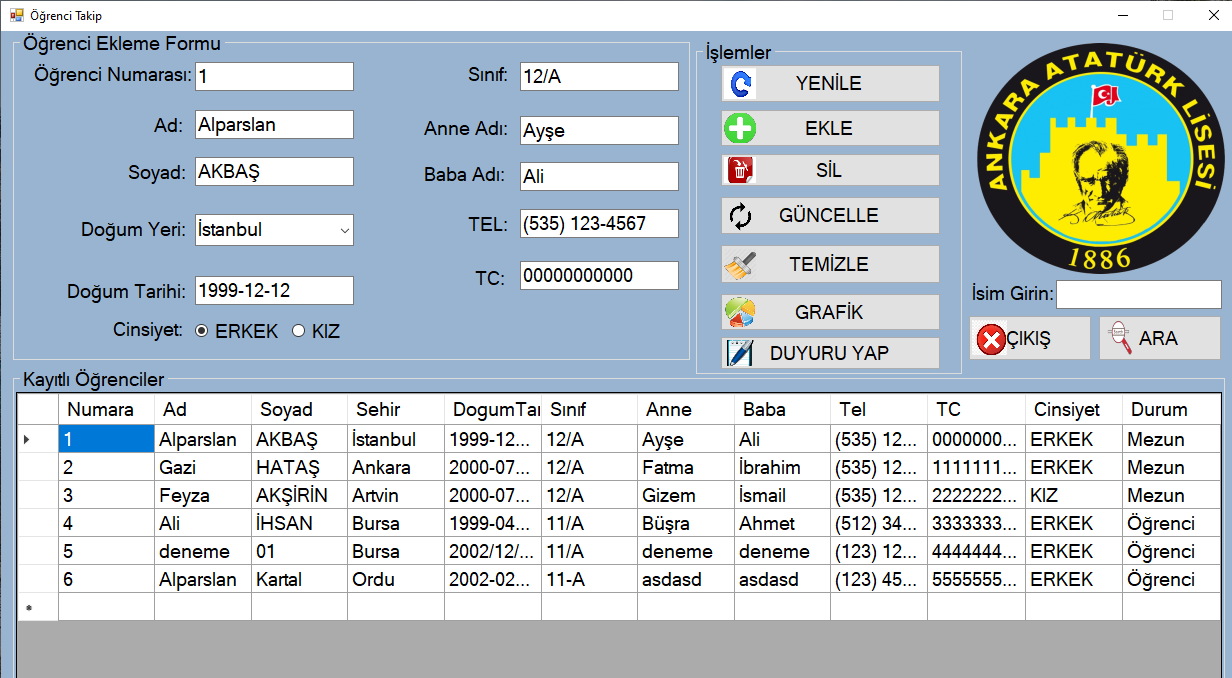 Öğrenci Takip
Öğrenci Ekleme Formu
Öğrenci Numarası: 1
Ad: Alparslan
Soyad: AKBAŞ
Doğum Yeri: İstanbul
Doğum Tarihi: 1999-12-12
Cinsiyet: ERKEK KIZ
Sınıf: 12/A
Anne Adı: Ayşe
Baba Adı: Ali
TEL: (535) 123-4567
TC: 00000000000
İşlemler
YENİLE
EKLE
SİL
GÜNCELLE
TEMİZLE
GRAFİK
DUYURU YAP
ANKARA ATATÜRK LİSESİ
1886
İsim Girin:
ÇIKIŞ
ARA
Kayıtlı Öğrenciler
Numara Ad Soyad Sehir DogumTar Sınıf Anne Baba Tel TC Cinsiyet Durum
1 Alparslan AKBAŞ İstanbul 1999-12... 12/A Ayşe Ali (535) 12... 0000000... ERKEK Mezun
2 Gazi HATAŞ Ankara 2000-07... 12/A Fatma İbrahim (535) 12... 1111111... ERKEK Mezun
3 Feyza AKŞİRİN Artvin 2000-07... 12/A Gizem İsmail (535) 12... 2222222... KIZ Mezun
4 Ali İHSAN Bursa 1999-04... 11/A Büşra Ahmet (512) 34... 3333333... ERKEK Öğrenci
5 deneme 01 Bursa 2002/12/... 11/A deneme deneme (123) 12... 4444444... ERKEK Öğrenci
6 Alparslan Kartal Ordu 2002-02... 11-A asdasd asdasd (123) 45... 5555555... ERKEK Öğrenci